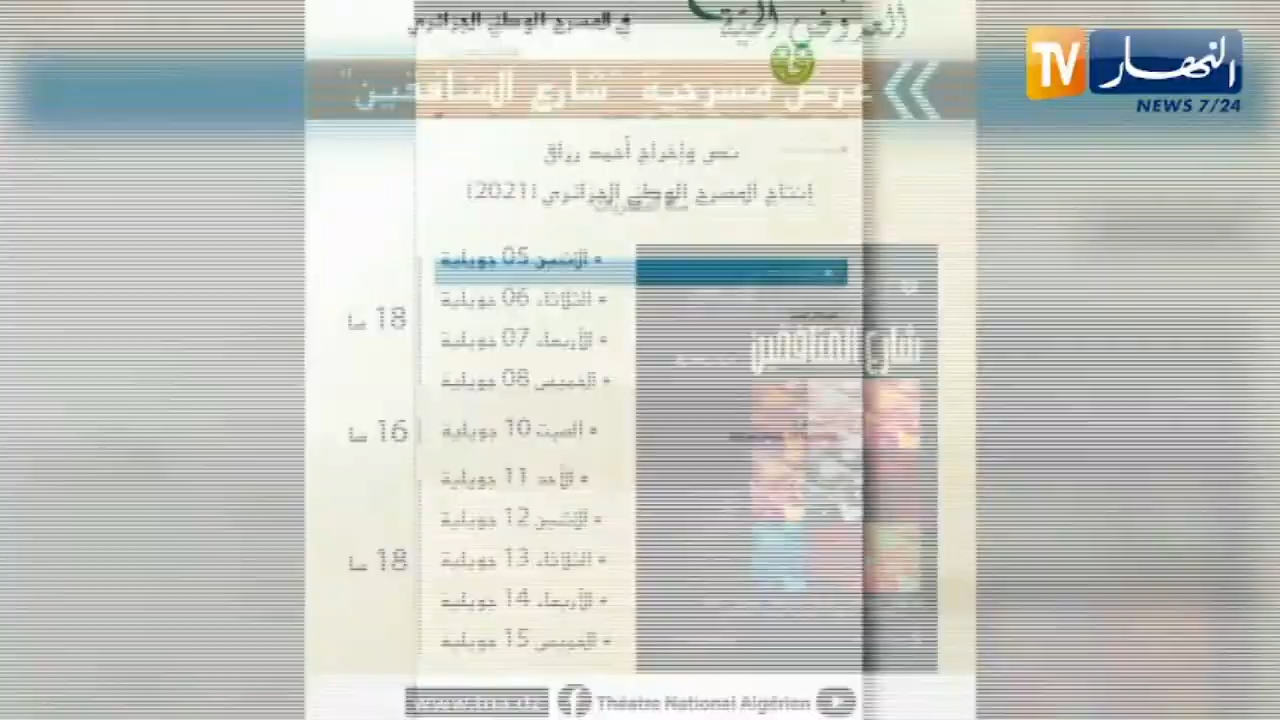 العروض الحية
في المسرح الوطني الجزائري
النهار TV
NEWS 7/24
عرض مسرحية "شارع المنافقين"
نص وإخراج أحمد رزاق
إنتاج المسرح الوطني الجزائري (2021)
• الإثنين 05 جويلية
• الثلاثاء 06 جويلية
18 سا
شارع المنافقين
• الأربعاء 07 جويلية
• الخميس 08 جويلية
• السبت 10 جويلية
16 سا
• الأحد 11 جويلية
• الإثنين 12 جويلية
• الثلاثاء 13 جويلية
18 سا
• الأربعاء 14 جويلية
• الخميس 15 جويلية
Théatre National Algérien